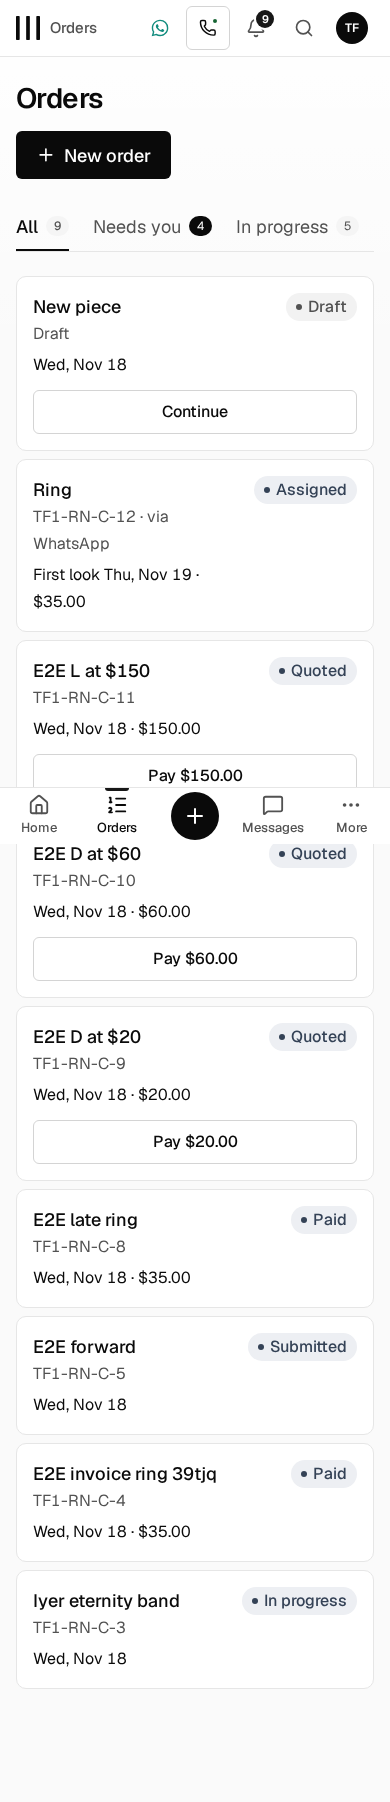 Orders
9
TF
Orders
+ New order
All 9 Needs you 4 In progress 5
New piece
Draft
Draft
Wed, Nov 18
Continue
Ring
Assigned
TF1-RN-C-12 · via
WhatsApp
First look Thu, Nov 19 ·
$35.00
E2E L at $150
Quoted
TF1-RN-C-11
Wed, Nov 18 · $150.00
Pay $150.00
Home Orders Messages More
E2E D at $60
Quoted
TF1-RN-C-10
Wed, Nov 18 · $60.00
Pay $60.00
E2E D at $20
Quoted
TF1-RN-C-9
Wed, Nov 18 · $20.00
Pay $20.00
E2E late ring
Paid
TF1-RN-C-8
Wed, Nov 18 · $35.00
E2E forward
Submitted
TF1-RN-C-5
Wed, Nov 18
E2E invoice ring 39tjq
Paid
TF1-RN-C-4
Wed, Nov 18 · $35.00
Iyer eternity band
In progress
TF1-RN-C-3
Wed, Nov 18